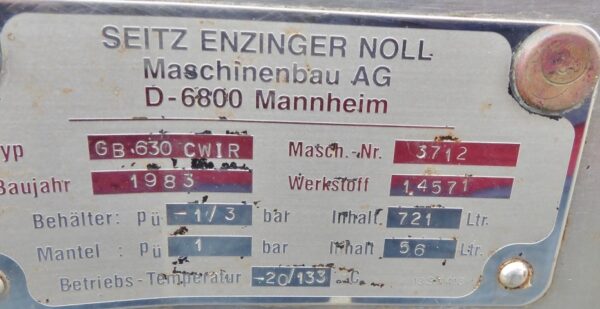 SEITZ ENZINGER NOLL
Maschinenbau AG
D-6800 Mannheim
yp GB 630 CWIR Masch.-Nr. 3712
Baujahr 1983 Werkstoff 1.4571
Behälter: pü -1/3 bar Inhalt 721 Ltr.
Mantel: pü 1 bar Inhalt 56 Ltr.
Betriebs-Temperatur -20/133 °C